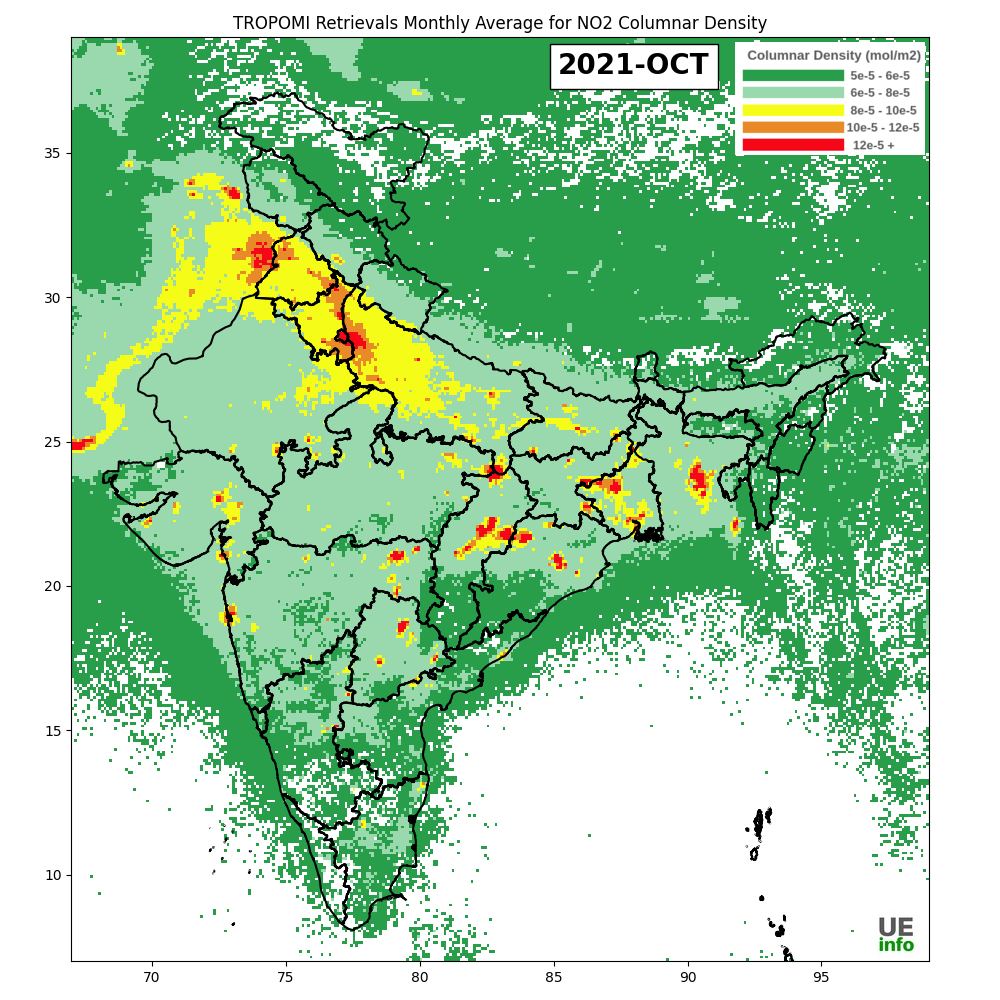 TROPOMI Retrievals Monthly Average for NO2 Columnar Density
2021-OCT
Columnar Density (mol/m2)
5e-5 - 6e-5
6e-5 - 8e-5
8e-5 - 10e-5
10e-5 - 12e-5
12e-5 +
35
30
25
20
15
10
70
75
80
85
90
95
UE
info